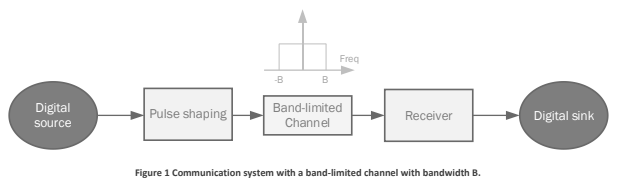 Freq
-B
B
Digital
source
Pulse shaping
Band-limited
Channel
Receiver
Digital sink
Figure 1 Communication system with a band-limited channel with bandwidth B.